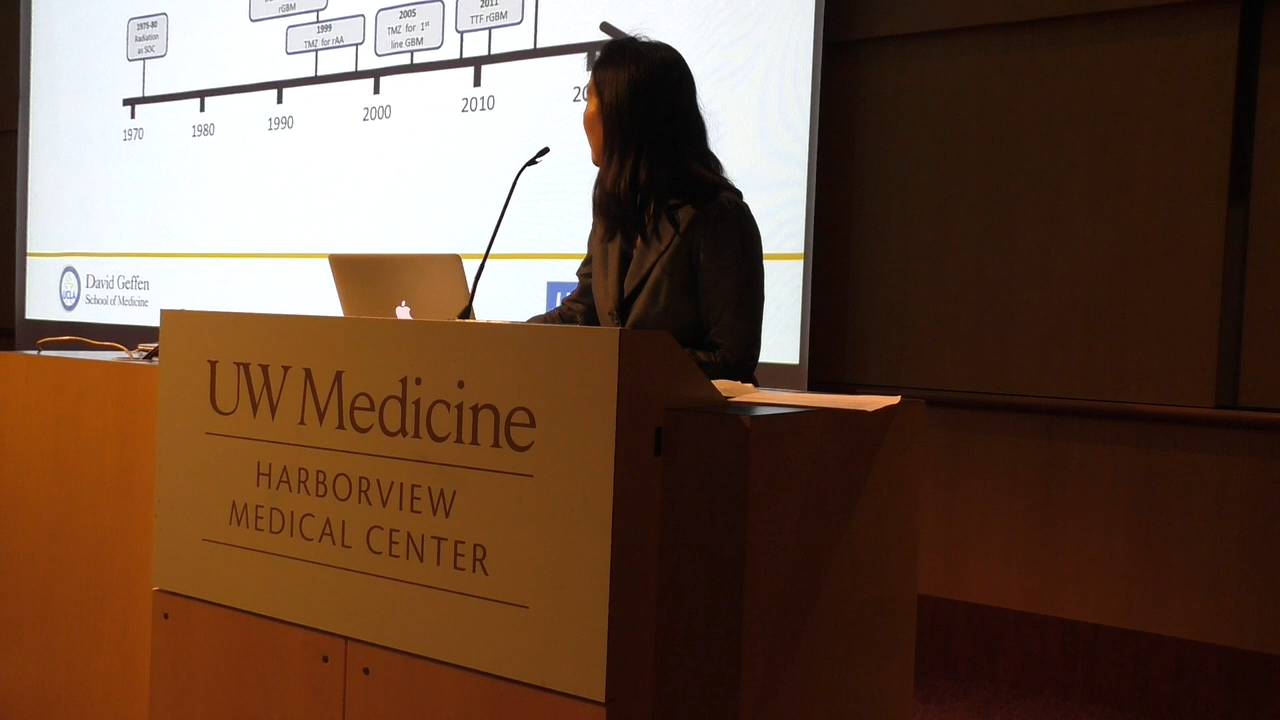 rGBM
2011
TTF rGBM
2005
TMZ for 1st
line GBM
1999
TMZ for rAA
1975-80
Radiation
as SOC
1970
1980
1990
2000
2010
David Geffen
School of Medicine
UCLA
UW Medicine
HARBORVIEW
MEDICAL CENTER